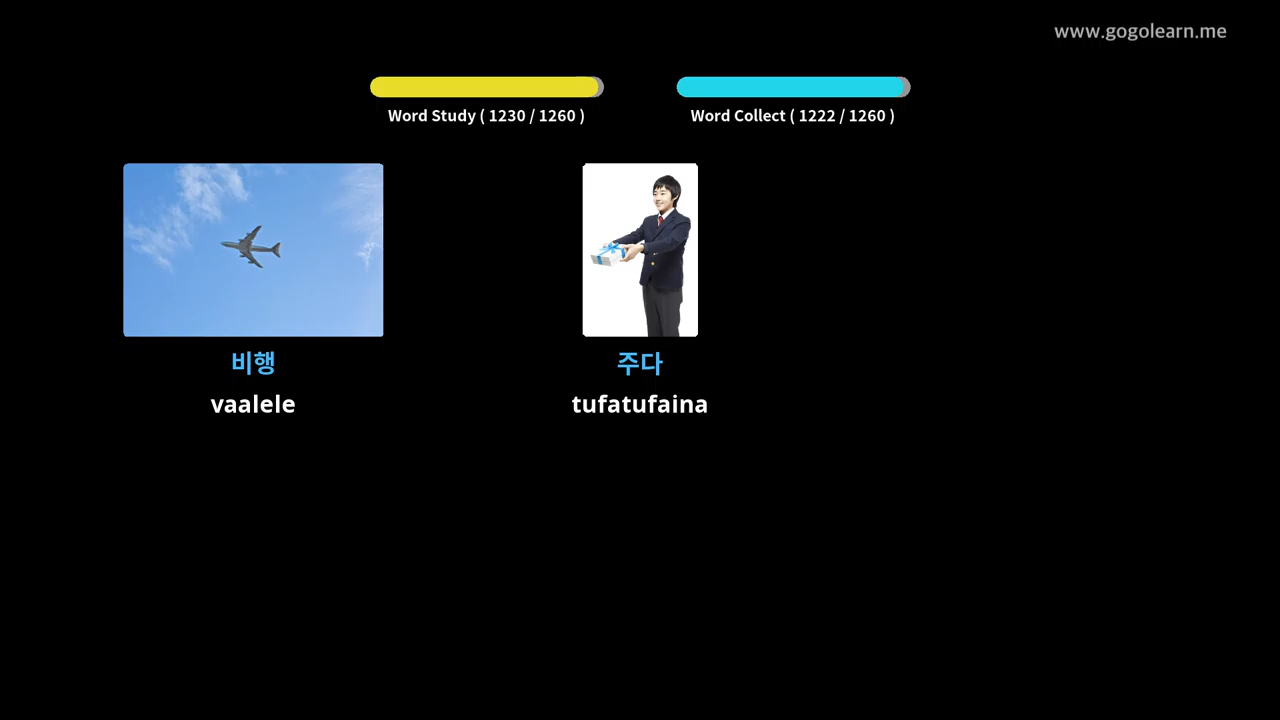 www.gogolearn.me
Word Study ( 1230 / 1260 )
Word Collect ( 1222 / 1260 )
비행
vaalele
주다
tufatufaina